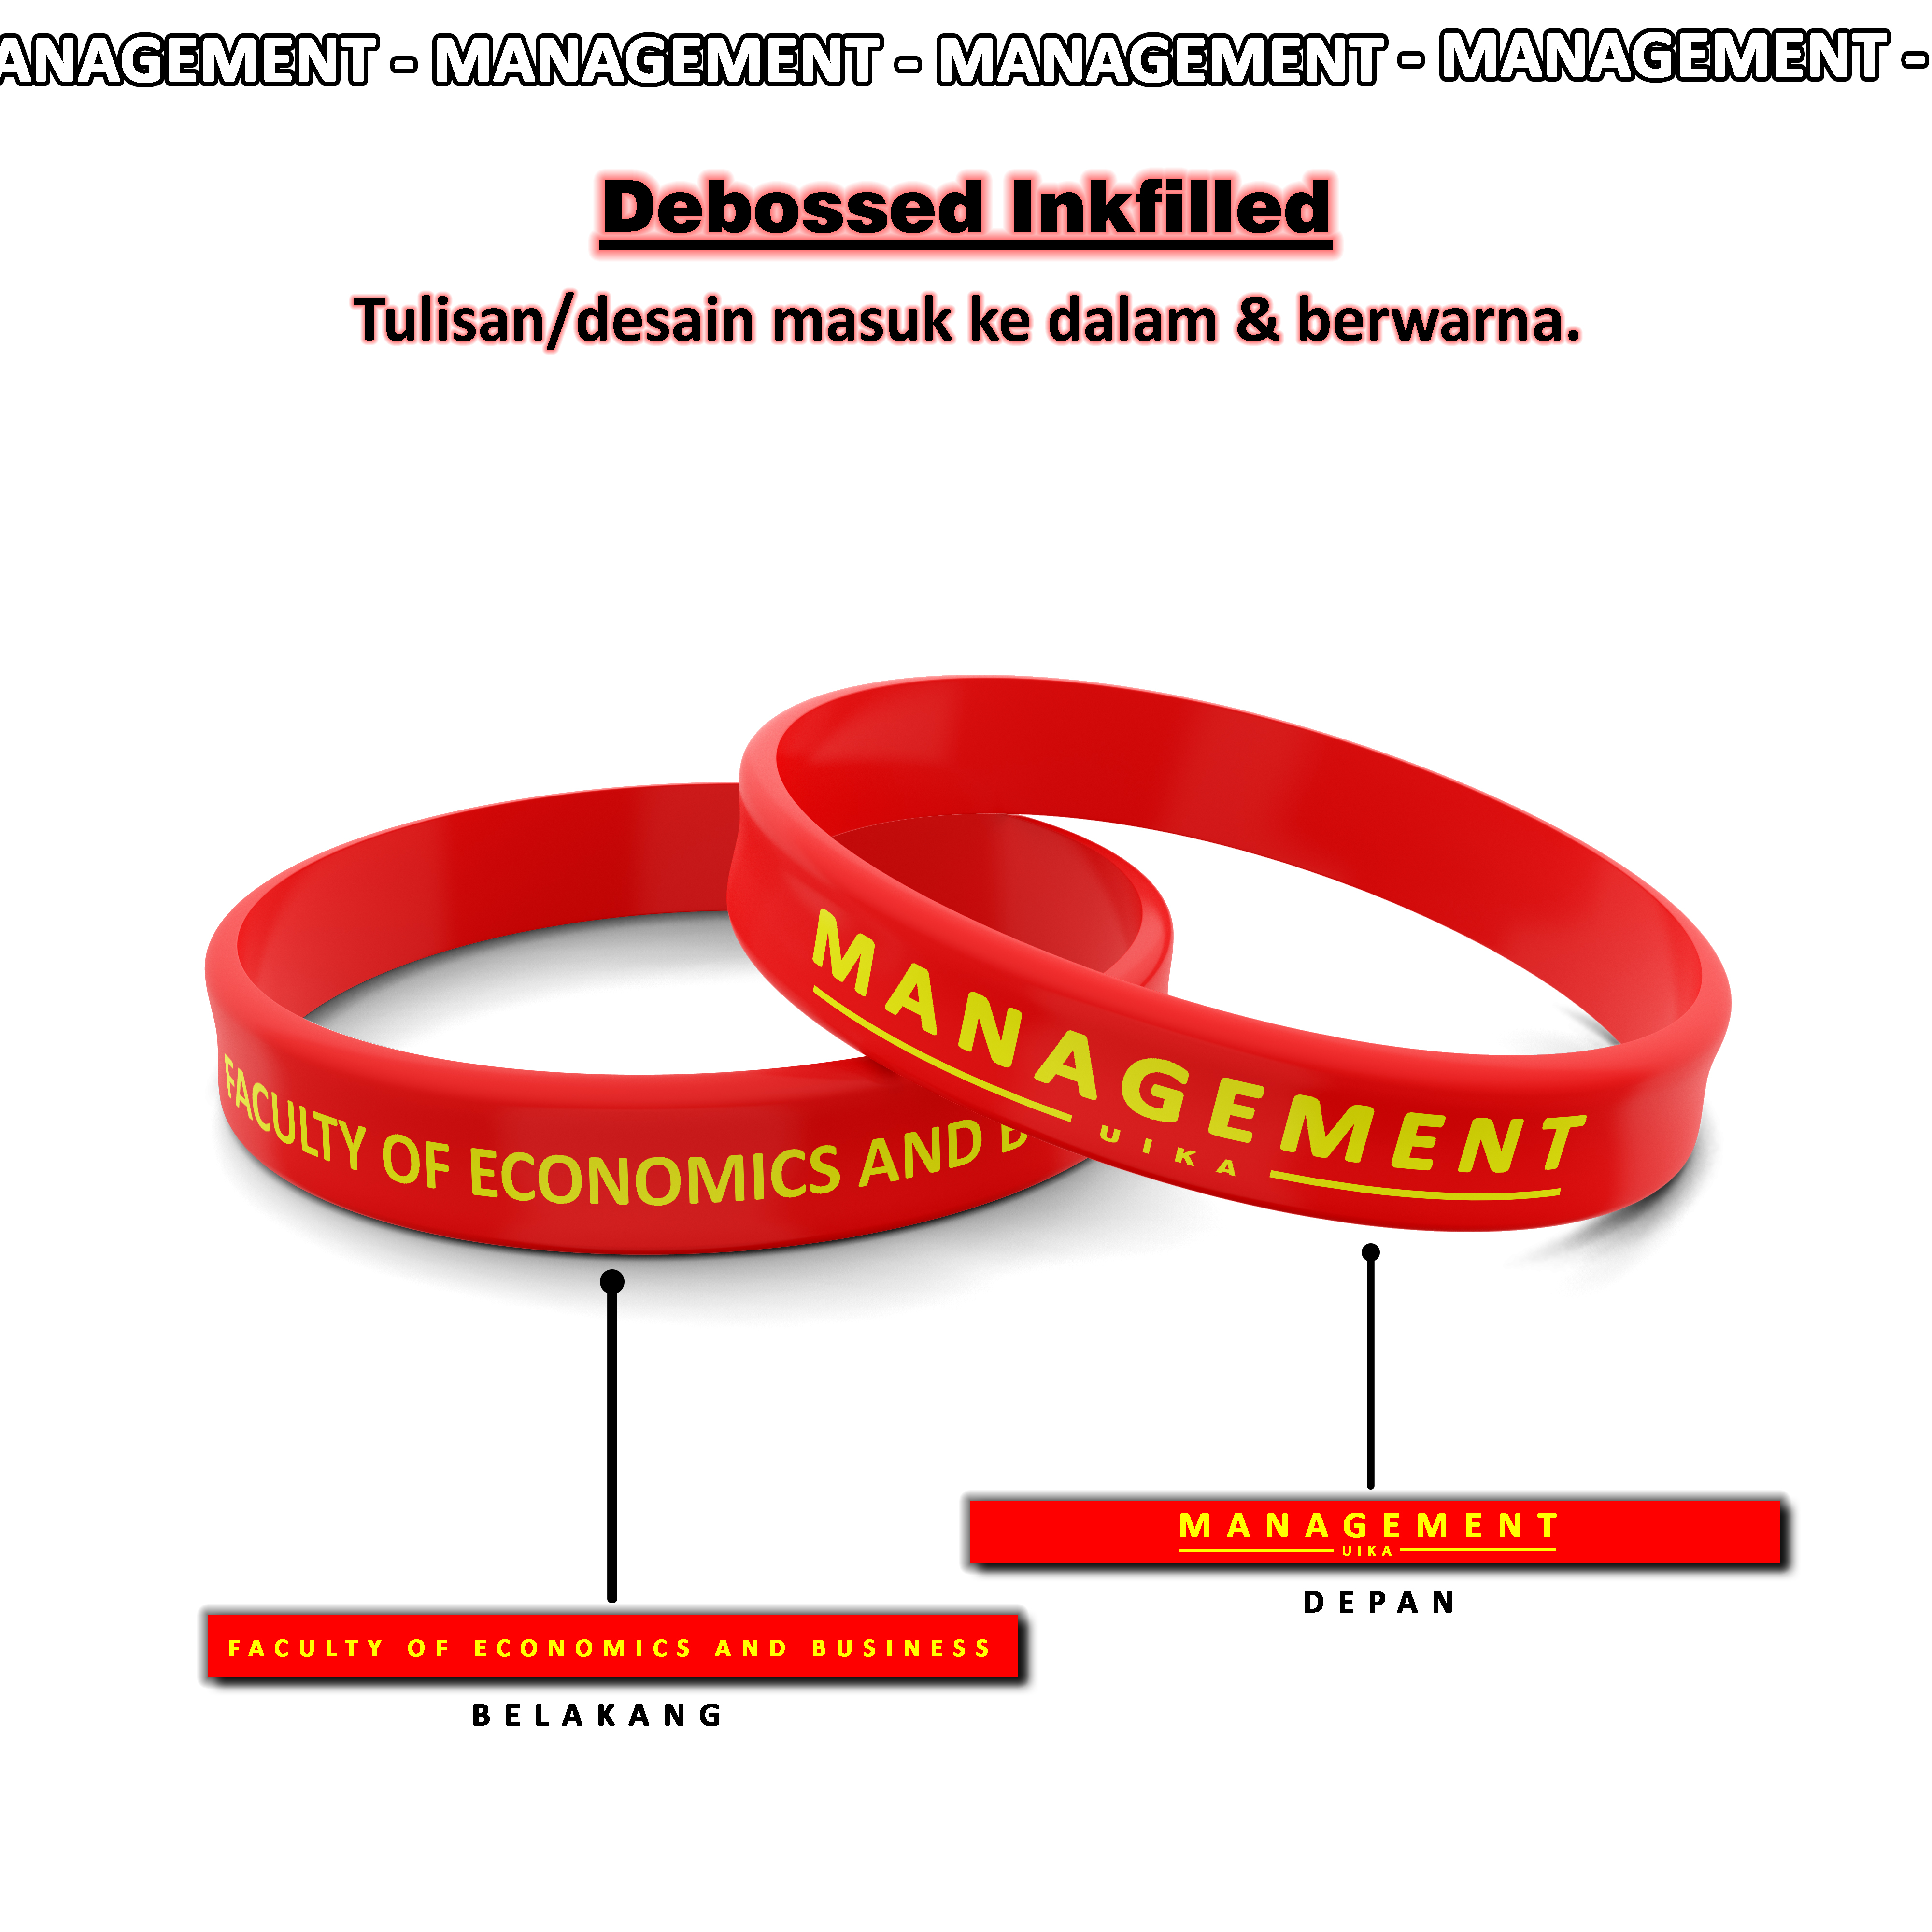 ANAGEMENT - MANAGEMENT - MANAGEMENT - MANAGEMENT -
Debossed Inkfilled
Tulisan/desain masuk ke dalam & berwarna.
MANAGEMENT
UIKA
FACULTY OF ECONOMICS AND B
MANAGEMENT
UIKA
DEPAN
FACULTY OF ECONOMICS AND BUSINESS
BELAKANG